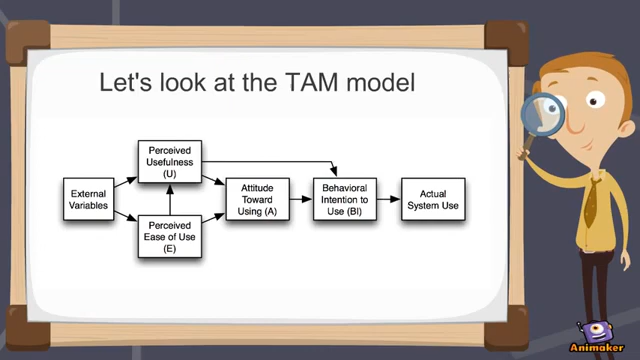 Let's look at the TAM model
Perceived
Usefulness
(U)
External
Variables
Perceived
Ease of Use
(E)
Attitude
Toward
Using (A)
Behavioral
Intention to
Use (BI)
Actual
System Use
Animaker